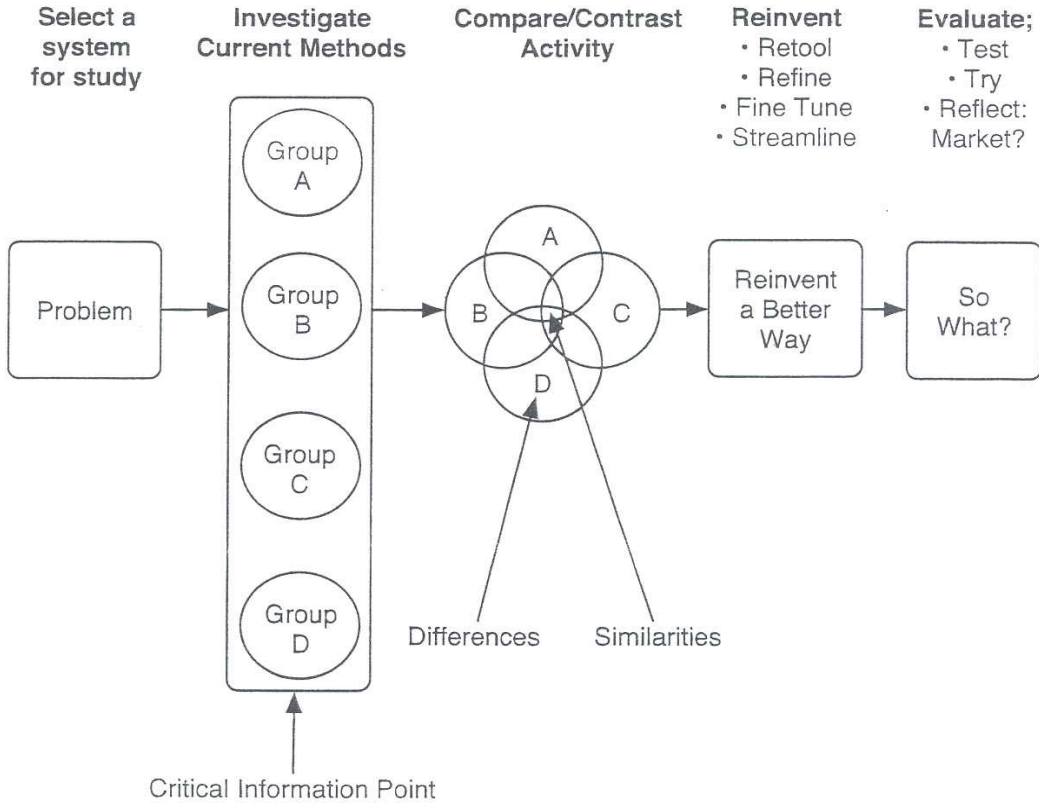 Select a
system
for study
Investigate
Current Methods
Compare/Contrast
Activity
Reinvent
• Retool
• Refine
• Fine Tune
• Streamline
Evaluate;
• Test
• Try
• Reflect:
Market?
Problem
Group
A
Group
B
Group
C
Group
D
A
B
C
D
Reinvent
a Better
Way
So
What?
Differences
Similarities
Critical Information Point